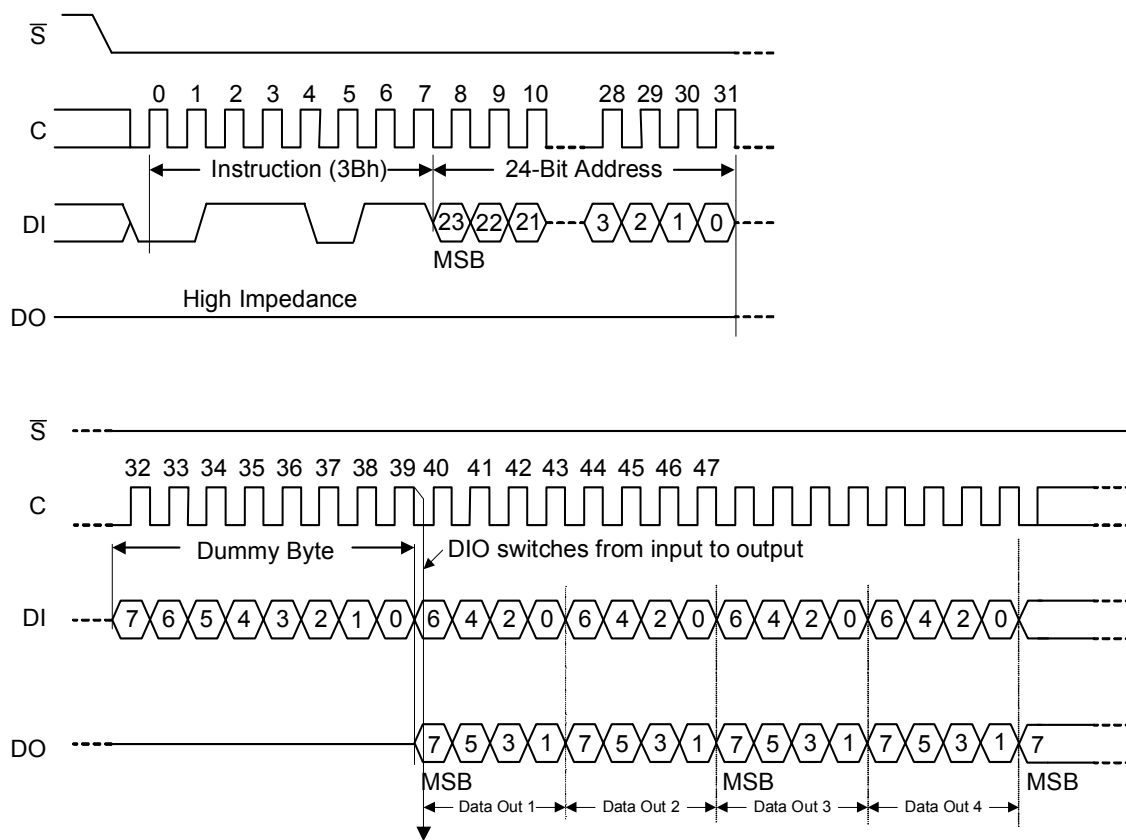 S
0 1 2 3 4 5 6 7 8 9 10 28 29 30 31
C
Instruction (3Bh) 24-Bit Address
DI 23 22 21 3 2 1 0
MSB
High Impedance
DO
S
32 33 34 35 36 37 38 39 40 41 42 43 44 45 46 47
C
Dummy Byte DIO switches from input to output
DI 7 6 5 4 3 2 1 0 6 4 2 0 6 4 2 0 6 4 2 0 6 4 2 0
DO 7 5 3 1 7 5 3 1 7 5 3 1 7 5 3 1 7
MSB MSB MSB
Data Out 1 Data Out 2 Data Out 3 Data Out 4